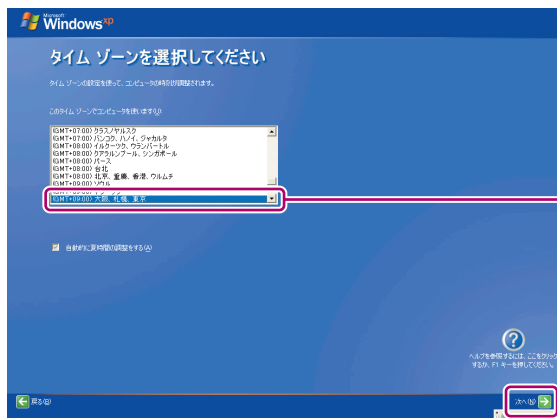 Microsoft
Windows xp
タイム ゾーンを選択してください
タイム ゾーンの設定を使って、コンピュータの時刻が調整されます。
このタイム ゾーンでコンピュータを使います(U):
(GMT+07:00) クラスノヤルスク
(GMT+07:00) バンコク、ハノイ、ジャカルタ
(GMT+08:00) イルクーツク、ウランバートル
(GMT+08:00) クアラルンプール、シンガポール
(GMT+08:00) パース
(GMT+08:00) 台北
(GMT+08:00) 北京、重慶、香港、ウルムチ
(GMT+09:00) ソウル
(GMT+09:00) 大阪、札幌、東京
自動的に夏時間の調整をする(A)
ヘルプを参照するには、ここをクリック
するか、F1 キーを押してください。
戻る(B)
次へ(N)